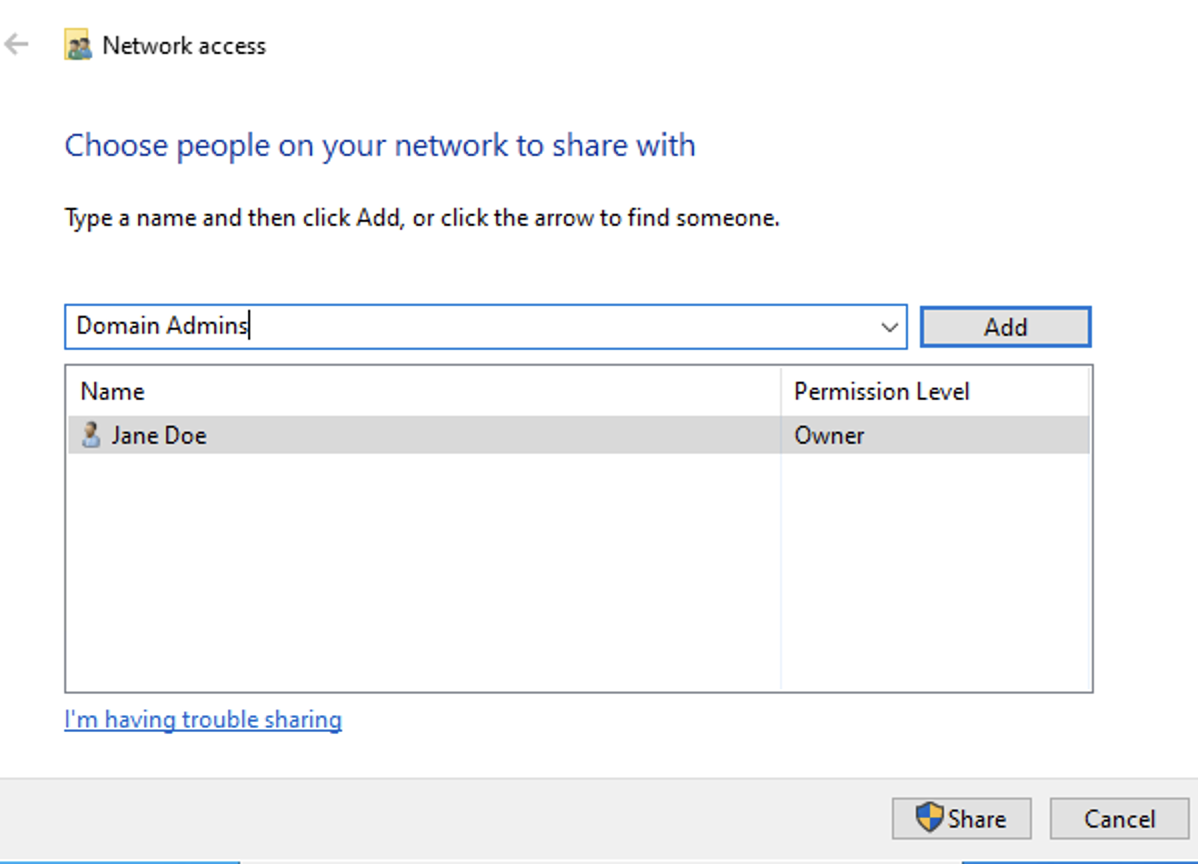 Network access
Choose people on your network to share with
Type a name and then click Add, or click the arrow to find someone.
Domain Admins
Add
Name Permission Level
Jane Doe Owner
I'm having trouble sharing
Share Cancel